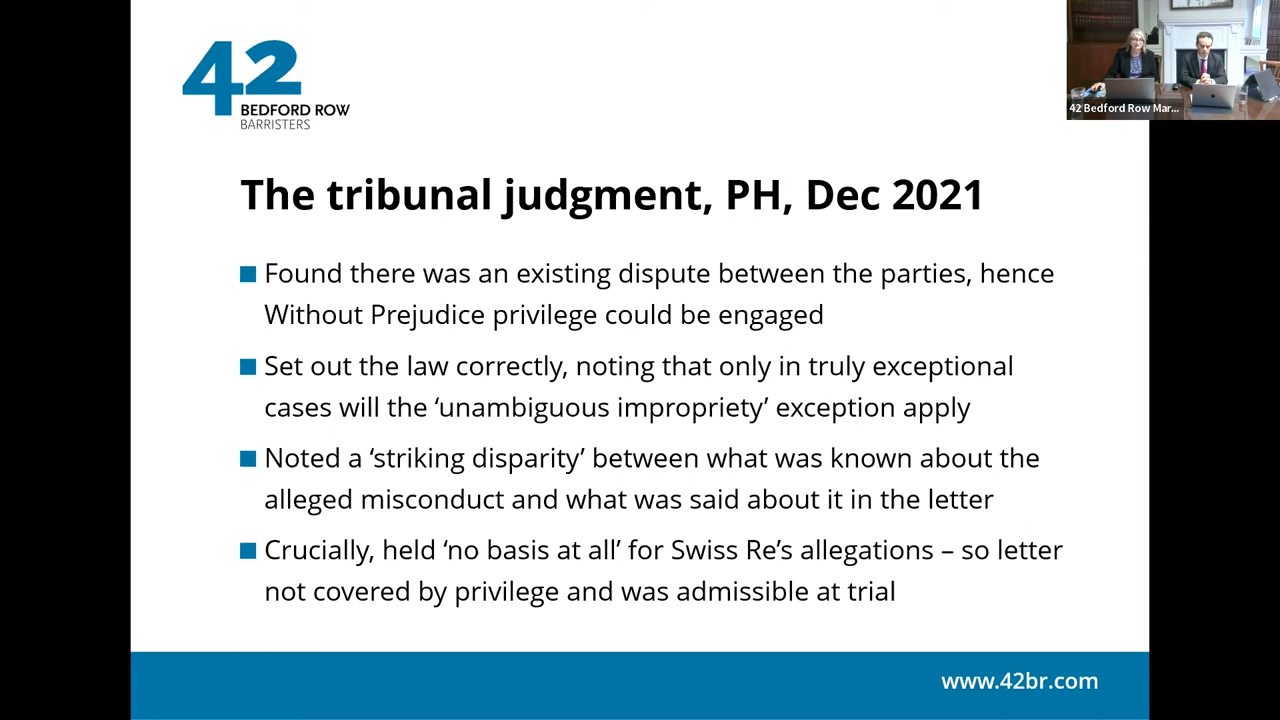 42
BEDFORD ROW
BARRISTERS
42 Bedford Row Mar...
The tribunal judgment, PH, Dec 2021
Found there was an existing dispute between the parties, hence
Without Prejudice privilege could be engaged
Set out the law correctly, noting that only in truly exceptional
cases will the ‘unambiguous impropriety’ exception apply
Noted a ‘striking disparity’ between what was known about the
alleged misconduct and what was said about it in the letter
Crucially, held ‘no basis at all’ for Swiss Re’s allegations – so letter
not covered by privilege and was admissible at trial
www.42br.com